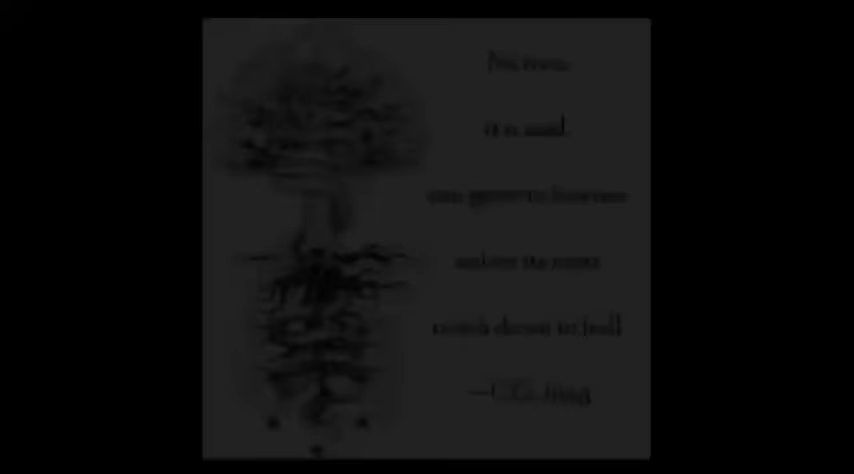 No tree,
it is said,
can grow to heaven
unless its roots
reach down to hell
—C.G. Jung